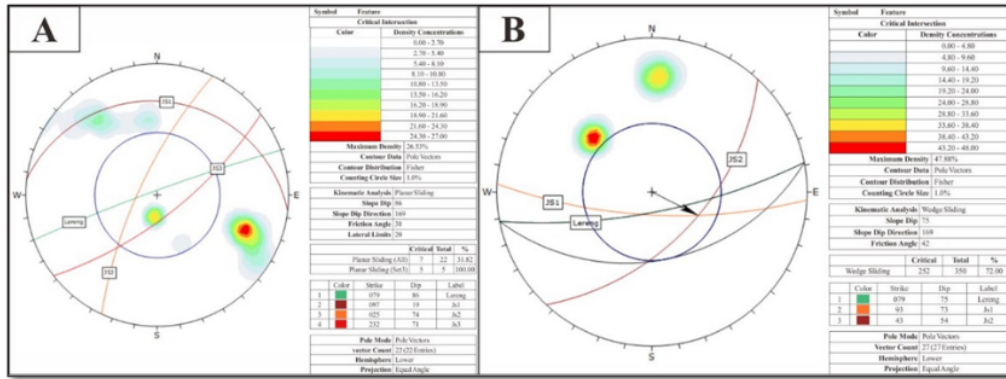 A
N
W
S
JS1
JS3
Lereng
JS2
Symbol Feature
Critical Intersection
Color Density Concentrations
0.00 - 2.70
2.70 - 5.40
5.40 - 8.10
8.10 - 10.80
10.80 - 13.50
13.50 - 16.20
16.20 - 18.90
18.90 - 21.60
21.60 - 24.30
24.30 - 27.00
Maximum Density 26.53%
Contour Data Pole Vectors
Contour Distribution Fisher
Counting Circle Size 1.0%
Kinematic Analysis Planar Sliding
Slope Dip 86
Slope Dip Direction 169
Friction Angle 38
Lateral Limits 20
Critical Total %
Planar Sliding (All) 7 22 31.82
Planar Sliding (Set 3) 5 5 100.00
Color Strike Dip Label
1 079 86 Lereng
2 097 19 Js1
3 025 74 Js2
4 232 71 Js3
Pole Mode Pole Vectors
Vector Count 22 (22 Entries)
Hemisphere Lower
Projection Equal Angle
B
N
W
E
S
JS1
JS2
Lereng
Symbol Feature
Critical Intersection
Color Density Concentrations
0.00 - 4.80
4.80 - 9.60
9.60 - 14.40
14.40 - 19.20
19.20 - 24.00
24.00 - 28.80
28.80 - 33.60
33.60 - 38.40
38.40 - 43.20
43.20 - 48.00
Maximum Density 47.88%
Contour Data Pole Vectors
Contour Distribution Fisher
Counting Circle Size 1.0%
Kinematic Analysis Wedge Sliding
Slope Dip 75
Slope Dip Direction 169
Friction Angle 42
Critical Total %
Wedge Sliding 252 350 72.00
Color Strike Dip Label
1 079 75 Lereng
2 93 73 Js1
3 43 54 Js2
Pole Mode Pole Vectors
Vector Count 27 (27 Entries)
Hemisphere Lower
Projection Equal Angle